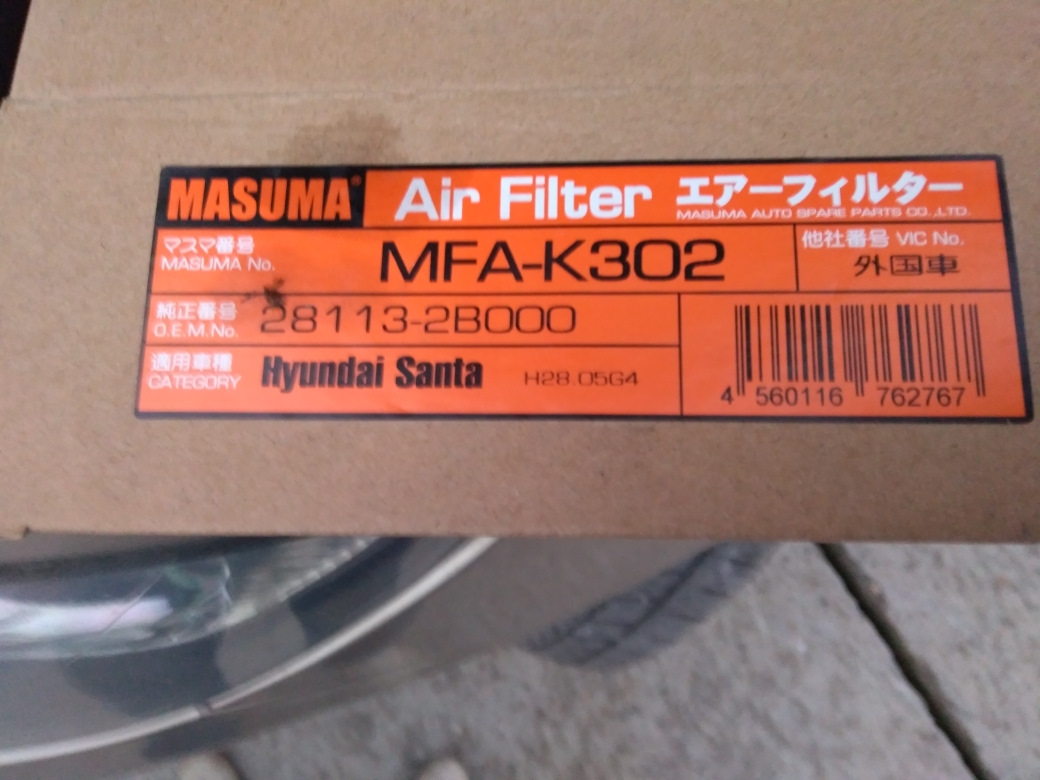 MASUMA® Air Filter エアーフィルター
MASUMA AUTO SPARE PARTS CO.,LTD.
マスマ番号
MASUMA No.
MFA-K302
他社番号 VIC No.
外国車
純正番号
O.E.M.No.
28113-2B000
適用車種
CATEGORY
Hyundai Santa H28.05G4
4 560116 762767